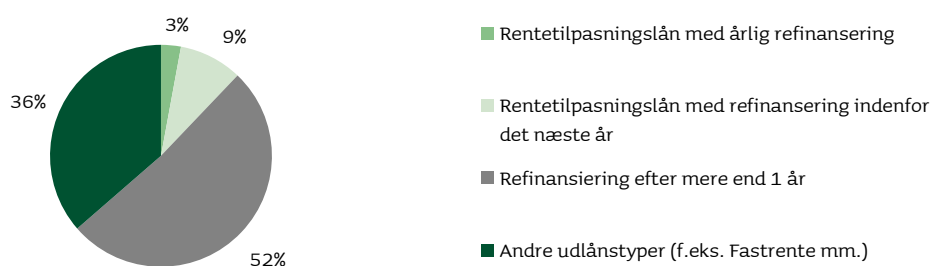 3%
9%
36%
52%
Rentetilpasningslån med årlig refinansering
Rentetilpasningslån med refinansering indenfor
det næste år
Refinansiering efter mere end 1 år
Andre udlånstyper (f.eks. Fastrente mm.)